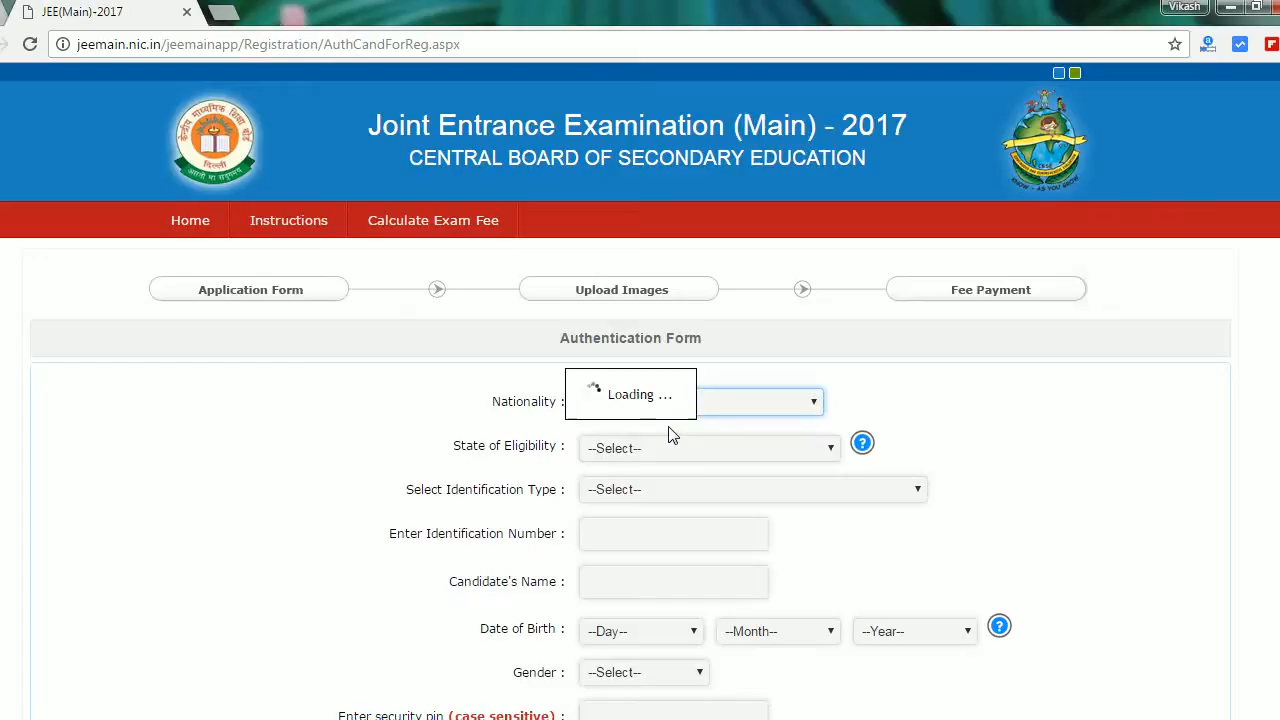 JEE(Main)-2017
Vikash
jeemain.nic.in/jeemainapp/Registration/AuthCandForReg.aspx
Joint Entrance Examination (Main) - 2017
CENTRAL BOARD OF SECONDARY EDUCATION
Home Instructions Calculate Exam Fee
Application Form Upload Images Fee Payment
Authentication Form
Nationality :
Loading ...
State of Eligibility : --Select-- ?
Select Identification Type : --Select--
Enter Identification Number :
Candidate's Name :
Date of Birth : --Day-- --Month-- --Year-- ?
Gender : --Select--
Enter security pin (case sensitive) :